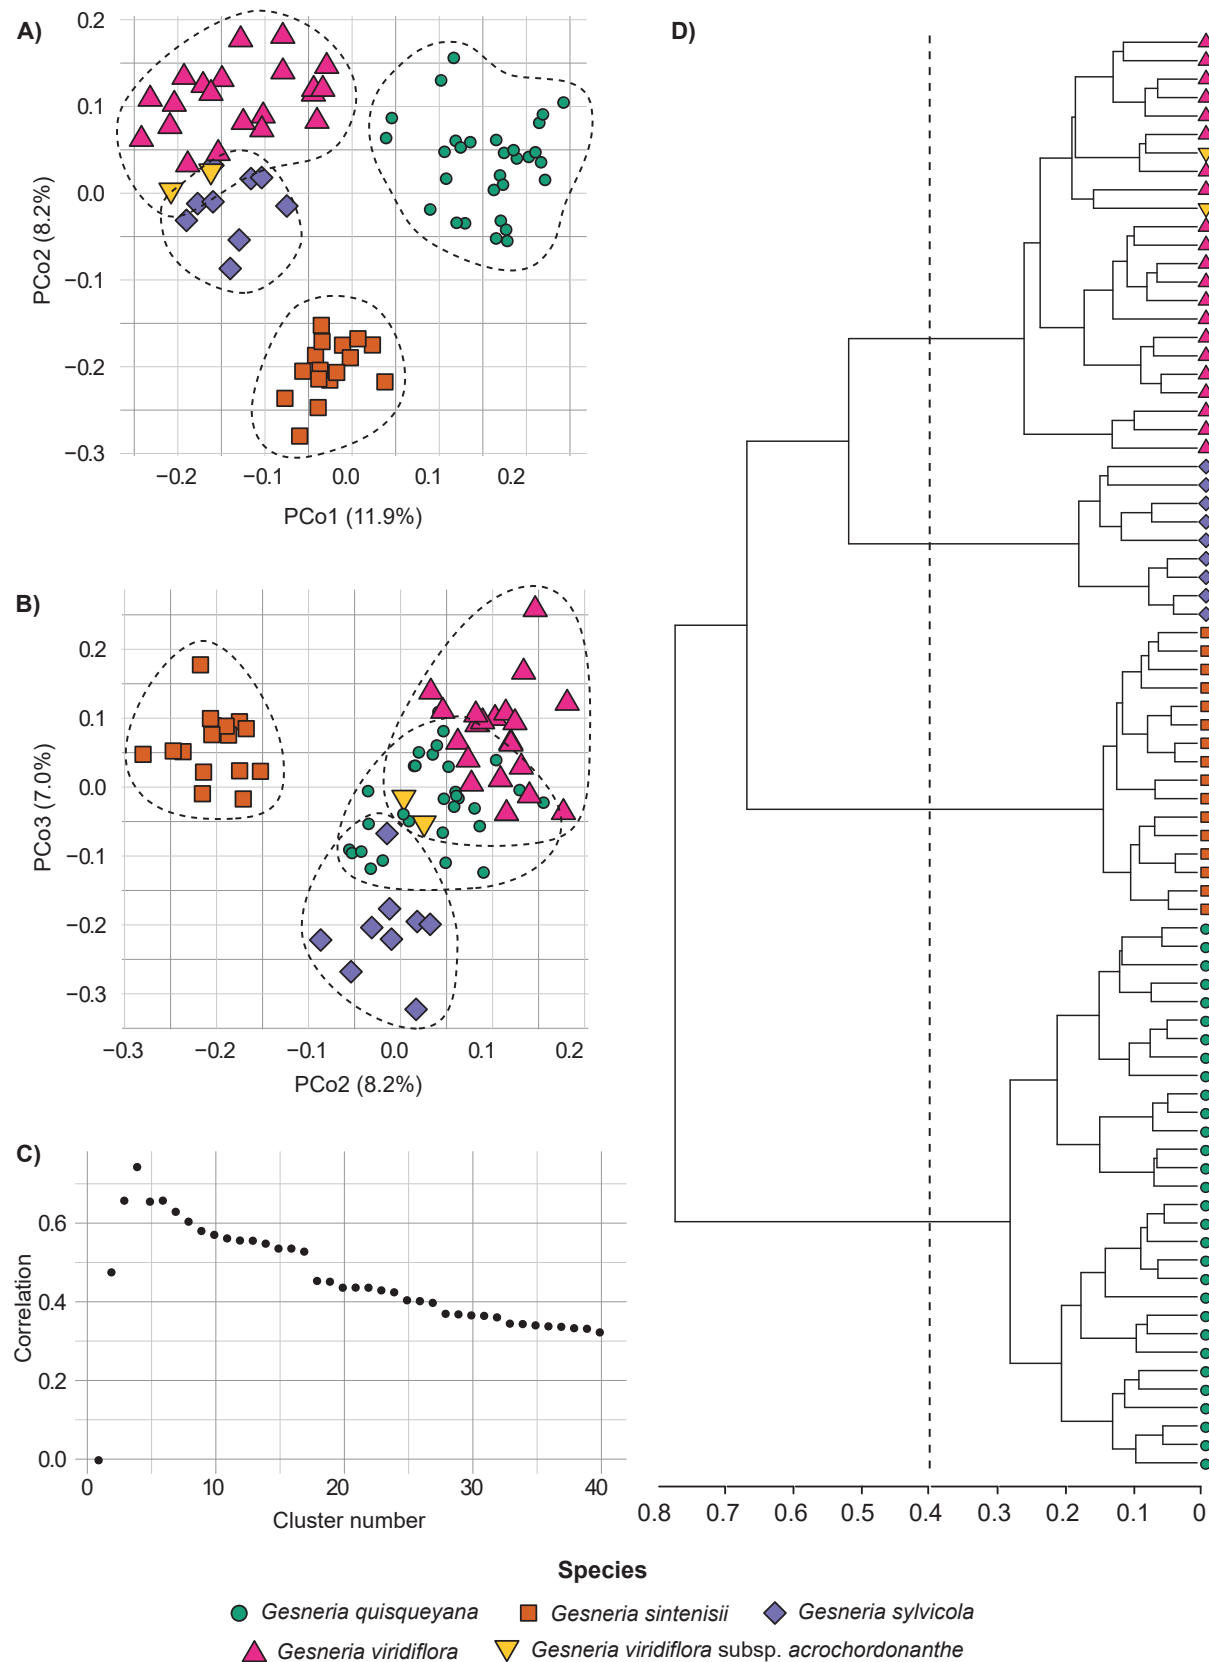 A)
0.2
0.1
0.0
−0.1
−0.2
−0.3
PCo2 (8.2%)
−0.2 −0.1 0.0 0.1 0.2
PCo1 (11.9%)
B)
0.2
0.1
0.0
−0.1
−0.2
−0.3
PCo3 (7.0%)
−0.3 −0.2 −0.1 0.0 0.1 0.2
PCo2 (8.2%)
C)
0.6
0.4
0.2
0.0
Correlation
0 10 20 30 40
Cluster number
D)
0.8 0.7 0.6 0.5 0.4 0.3 0.2 0.1 0
Species
Gesneria quisqueyana Gesneria sintenisii Gesneria sylvicola
Gesneria viridiflora Gesneria viridiflora subsp. acrochordonanthe